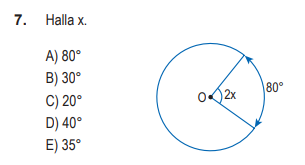 7. Halla x.
A) 80°
B) 30°
C) 20°
D) 40°
E) 35°
O
2x
80°